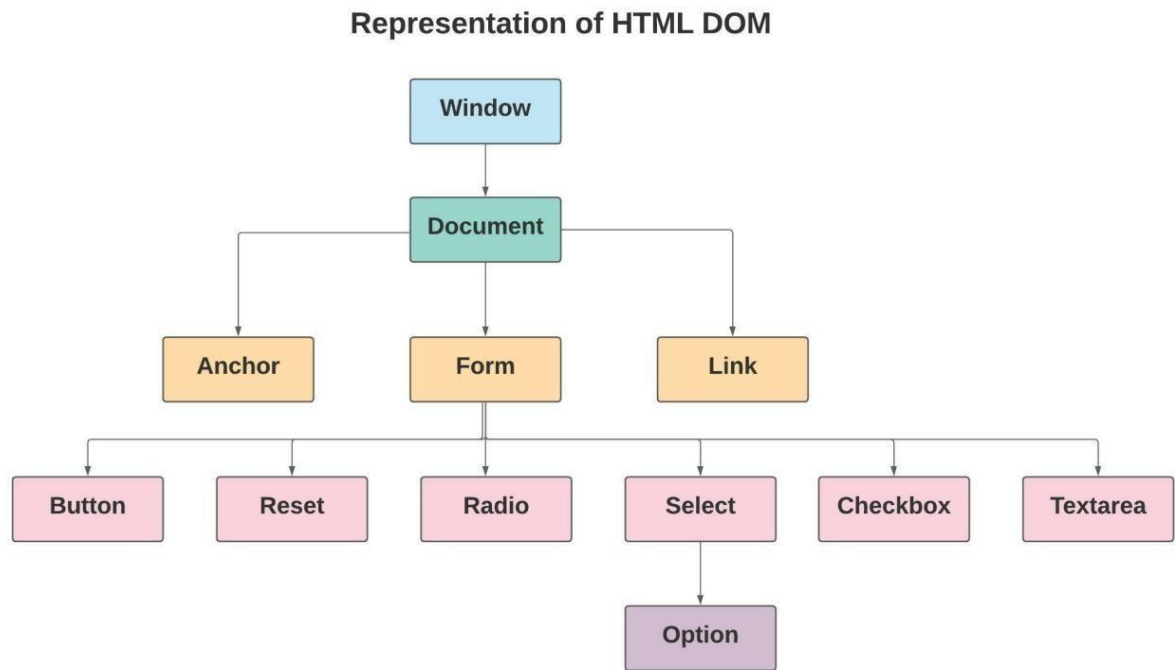 Representation of HTML DOM
Window
Document
Anchor
Form
Link
Button
Reset
Radio
Select
Checkbox
Textarea
Option